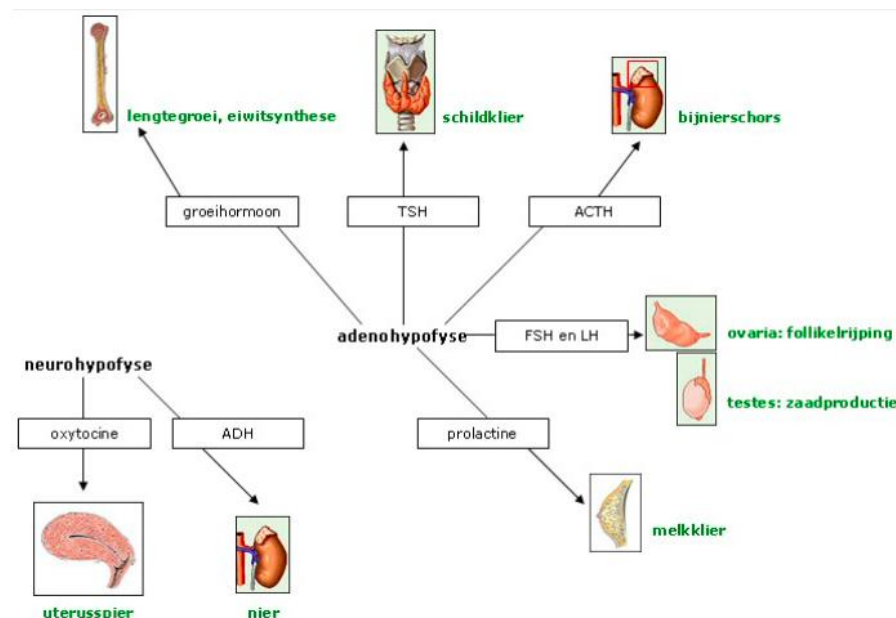 lengtegroei, eiwitsynthese
schildklier
bijnierschors
groeihormoon
TSH
ACTH
adenohypofyse
FSH en LH
ovaria: follikelrijping
testes: zaadproductie
neurohypofyse
oxytocine
ADH
prolactine
melkklier
uterusspier
nier